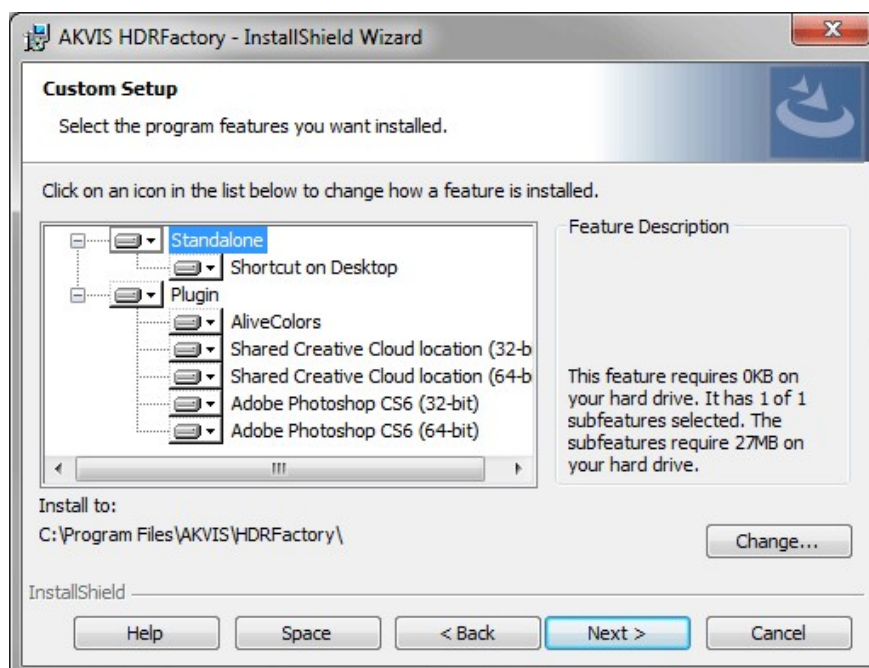 AKVIS HDRFactory - InstallShield Wizard
Custom Setup
Select the program features you want installed.
Click on an icon in the list below to change how a feature is installed.
Standalone
Shortcut on Desktop
Plugin
AliveColors
Shared Creative Cloud location (32-b
Shared Creative Cloud location (64-b
Adobe Photoshop CS6 (32-bit)
Adobe Photoshop CS6 (64-bit)
Feature Description
This feature requires 0KB on
your hard drive. It has 1 of 1
subfeatures selected. The
subfeatures require 27MB on
your hard drive.
Install to:
C:\Program Files\AKVIS\HDRFactory\
Change...
InstallShield
Help
Space
< Back
Next >
Cancel